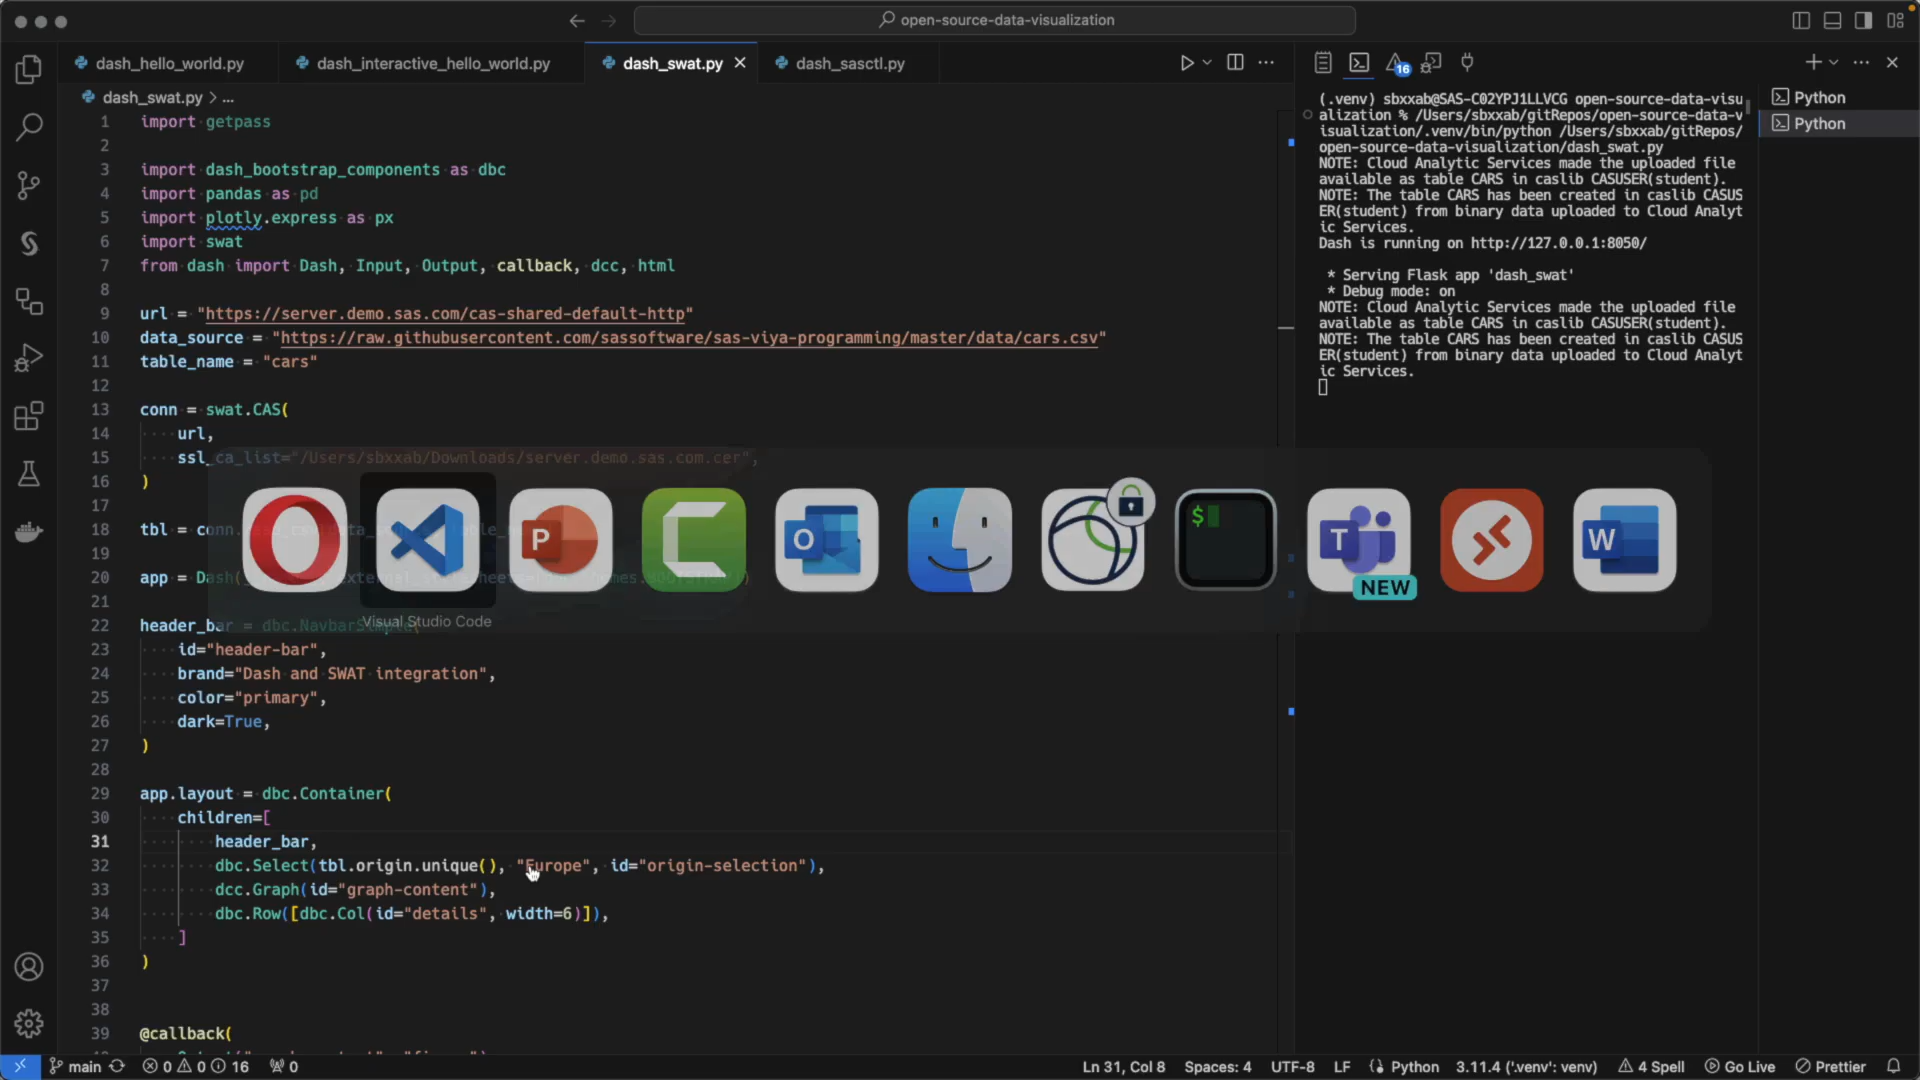 open-source-data-visualization
dash_hello_world.py
dash_interactive_hello_world.py
dash_swat.py
dash_sasctl.py
dash_swat.py > ...
1 import getpass
2
3 import dash_bootstrap_components as dbc
4 import pandas as pd
5 import plotly.express as px
6 import swat
7 from dash import Dash, Input, Output, callback, dcc, html
8
9 url = "https://server.demo.sas.com/cas-shared-default-http"
10 data_source = "https://raw.githubusercontent.com/sassoftware/sas-viya-programming/master/data/cars.csv"
11 table_name = "cars"
12
13 conn = swat.CAS(
14 url,
15 ssl_ca_list="/Users/sbxxab/Downloads/server.demo.sas.com.cer",
16 )
17
18 tbl =
19
20 app = Dash(
21
22 header_bar = dbc.NavbarSimple(
23 id="header-bar",
24 brand="Dash and SWAT integration",
25 color="primary",
26 dark=True,
27 )
28
29 app.layout = dbc.Container(
30 children=[
31 header_bar,
32 dbc.Select(tbl.origin.unique(), "Europe", id="origin-selection"),
33 dcc.Graph(id="graph-content"),
34 dbc.Row([dbc.Col(id="details", width=6)]),
35 ]
36 )
37
38
39 @callback(
16
(.venv) sbxxab@SAS-C02YPJ1LLVCG open-source-data-visu
alization % /Users/sbxxab/gitRepos/open-source-data-v
isualization/.venv/bin/python /Users/sbxxab/gitRepos/
open-source-data-visualization/dash_swat.py
NOTE: Cloud Analytic Services made the uploaded file
available as table CARS in caslib CASUSER(student).
NOTE: The table CARS has been created in caslib CASUS
ER(student) from binary data uploaded to Cloud Analyt
ic Services.
Dash is running on http://127.0.0.1:8050/
* Serving Flask app 'dash_swat'
* Debug mode: on
NOTE: Cloud Analytic Services made the uploaded file
available as table CARS in caslib CASUSER(student).
NOTE: The table CARS has been created in caslib CASUS
ER(student) from binary data uploaded to Cloud Analyt
ic Services.
Python
Python
P
O
$
T
NEW
W
Visual Studio Code
main
0 0 16
0
Ln 31, Col 8
Spaces: 4
UTF-8
LF
Python
3.11.4 ('.venv': venv)
4 Spell
Go Live
Prettier